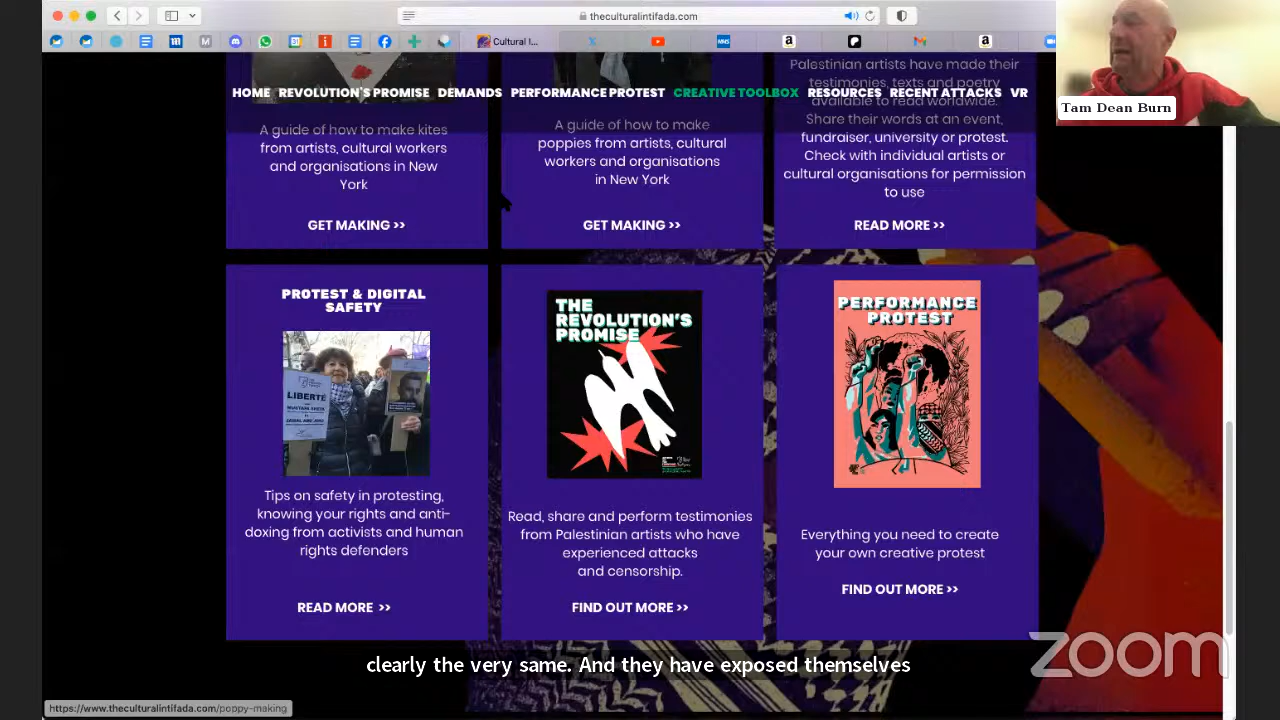 theculturalintifada.com
Cultural I...
HOME REVOLUTION'S PROMISE DEMANDS PERFORMANCE PROTEST CREATIVE TOOLBOX RESOURCES RECENT ATTACKS VR
Tam Dean Burn
A guide of how to make kites
from artists, cultural workers
and organisations in New
York
GET MAKING >>
A guide of how to make
poppies from artists, cultural
workers and organisations
in New York
GET MAKING >>
Palestinian artists have made their
testimonies, texts and poetry
available to read worldwide.
Share their words at an event,
fundraiser, university or protest.
Check with individual artists or
cultural organisations for permission
to use
READ MORE >>
PROTEST & DIGITAL
SAFETY
LIBERTÉ
Tips on safety in protesting,
knowing your rights and anti-
doxing from activists and human
rights defenders
READ MORE >>
THE
REVOLUTION'S
PROMISE
Read, share and perform testimonies
from Palestinian artists who have
experienced attacks
and censorship.
FIND OUT MORE >>
PERFORMANCE
PROTEST
Everything you need to create
your own creative protest
FIND OUT MORE >>
clearly the very same. And they have exposed themselves
zoom
https://www.theculturalintifada.com/poppy-making